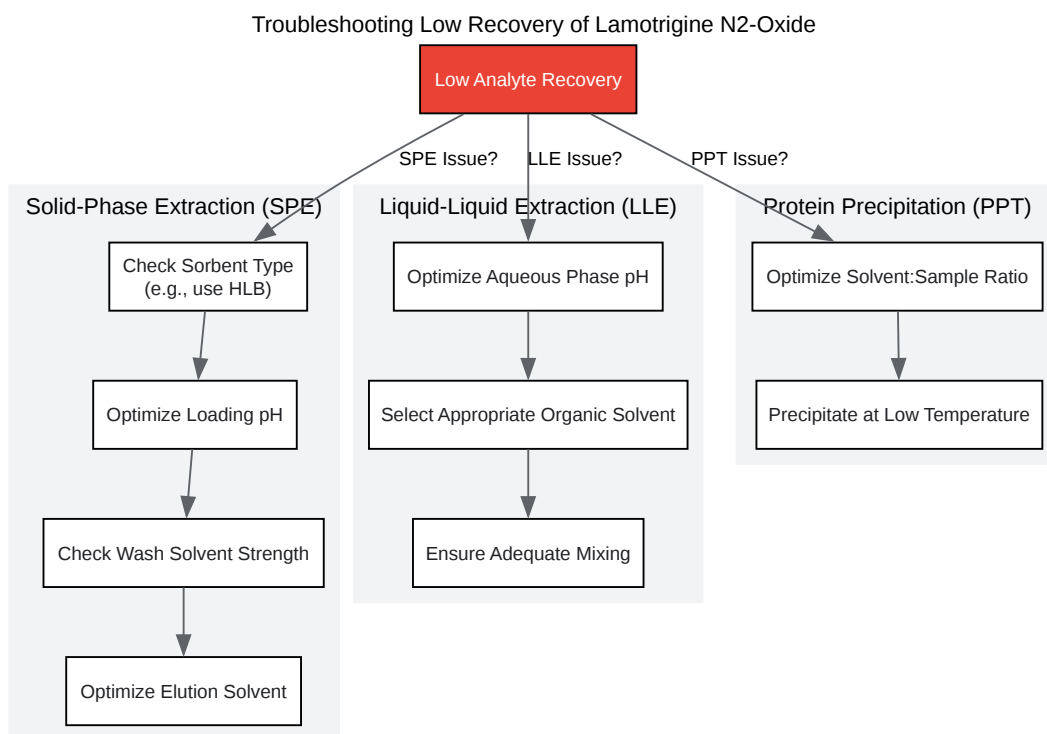 Troubleshooting Low Recovery of Lamotrigine N2-Oxide
Low Analyte Recovery
SPE Issue?
LLE Issue?
PPT Issue?
Solid-Phase Extraction (SPE)
Check Sorbent Type
(e.g., use HLB)
Optimize Loading pH
Check Wash Solvent Strength
Optimize Elution Solvent
Liquid-Liquid Extraction (LLE)
Optimize Aqueous Phase pH
Select Appropriate Organic Solvent
Ensure Adequate Mixing
Protein Precipitation (PPT)
Optimize Solvent:Sample Ratio
Precipitate at Low Temperature